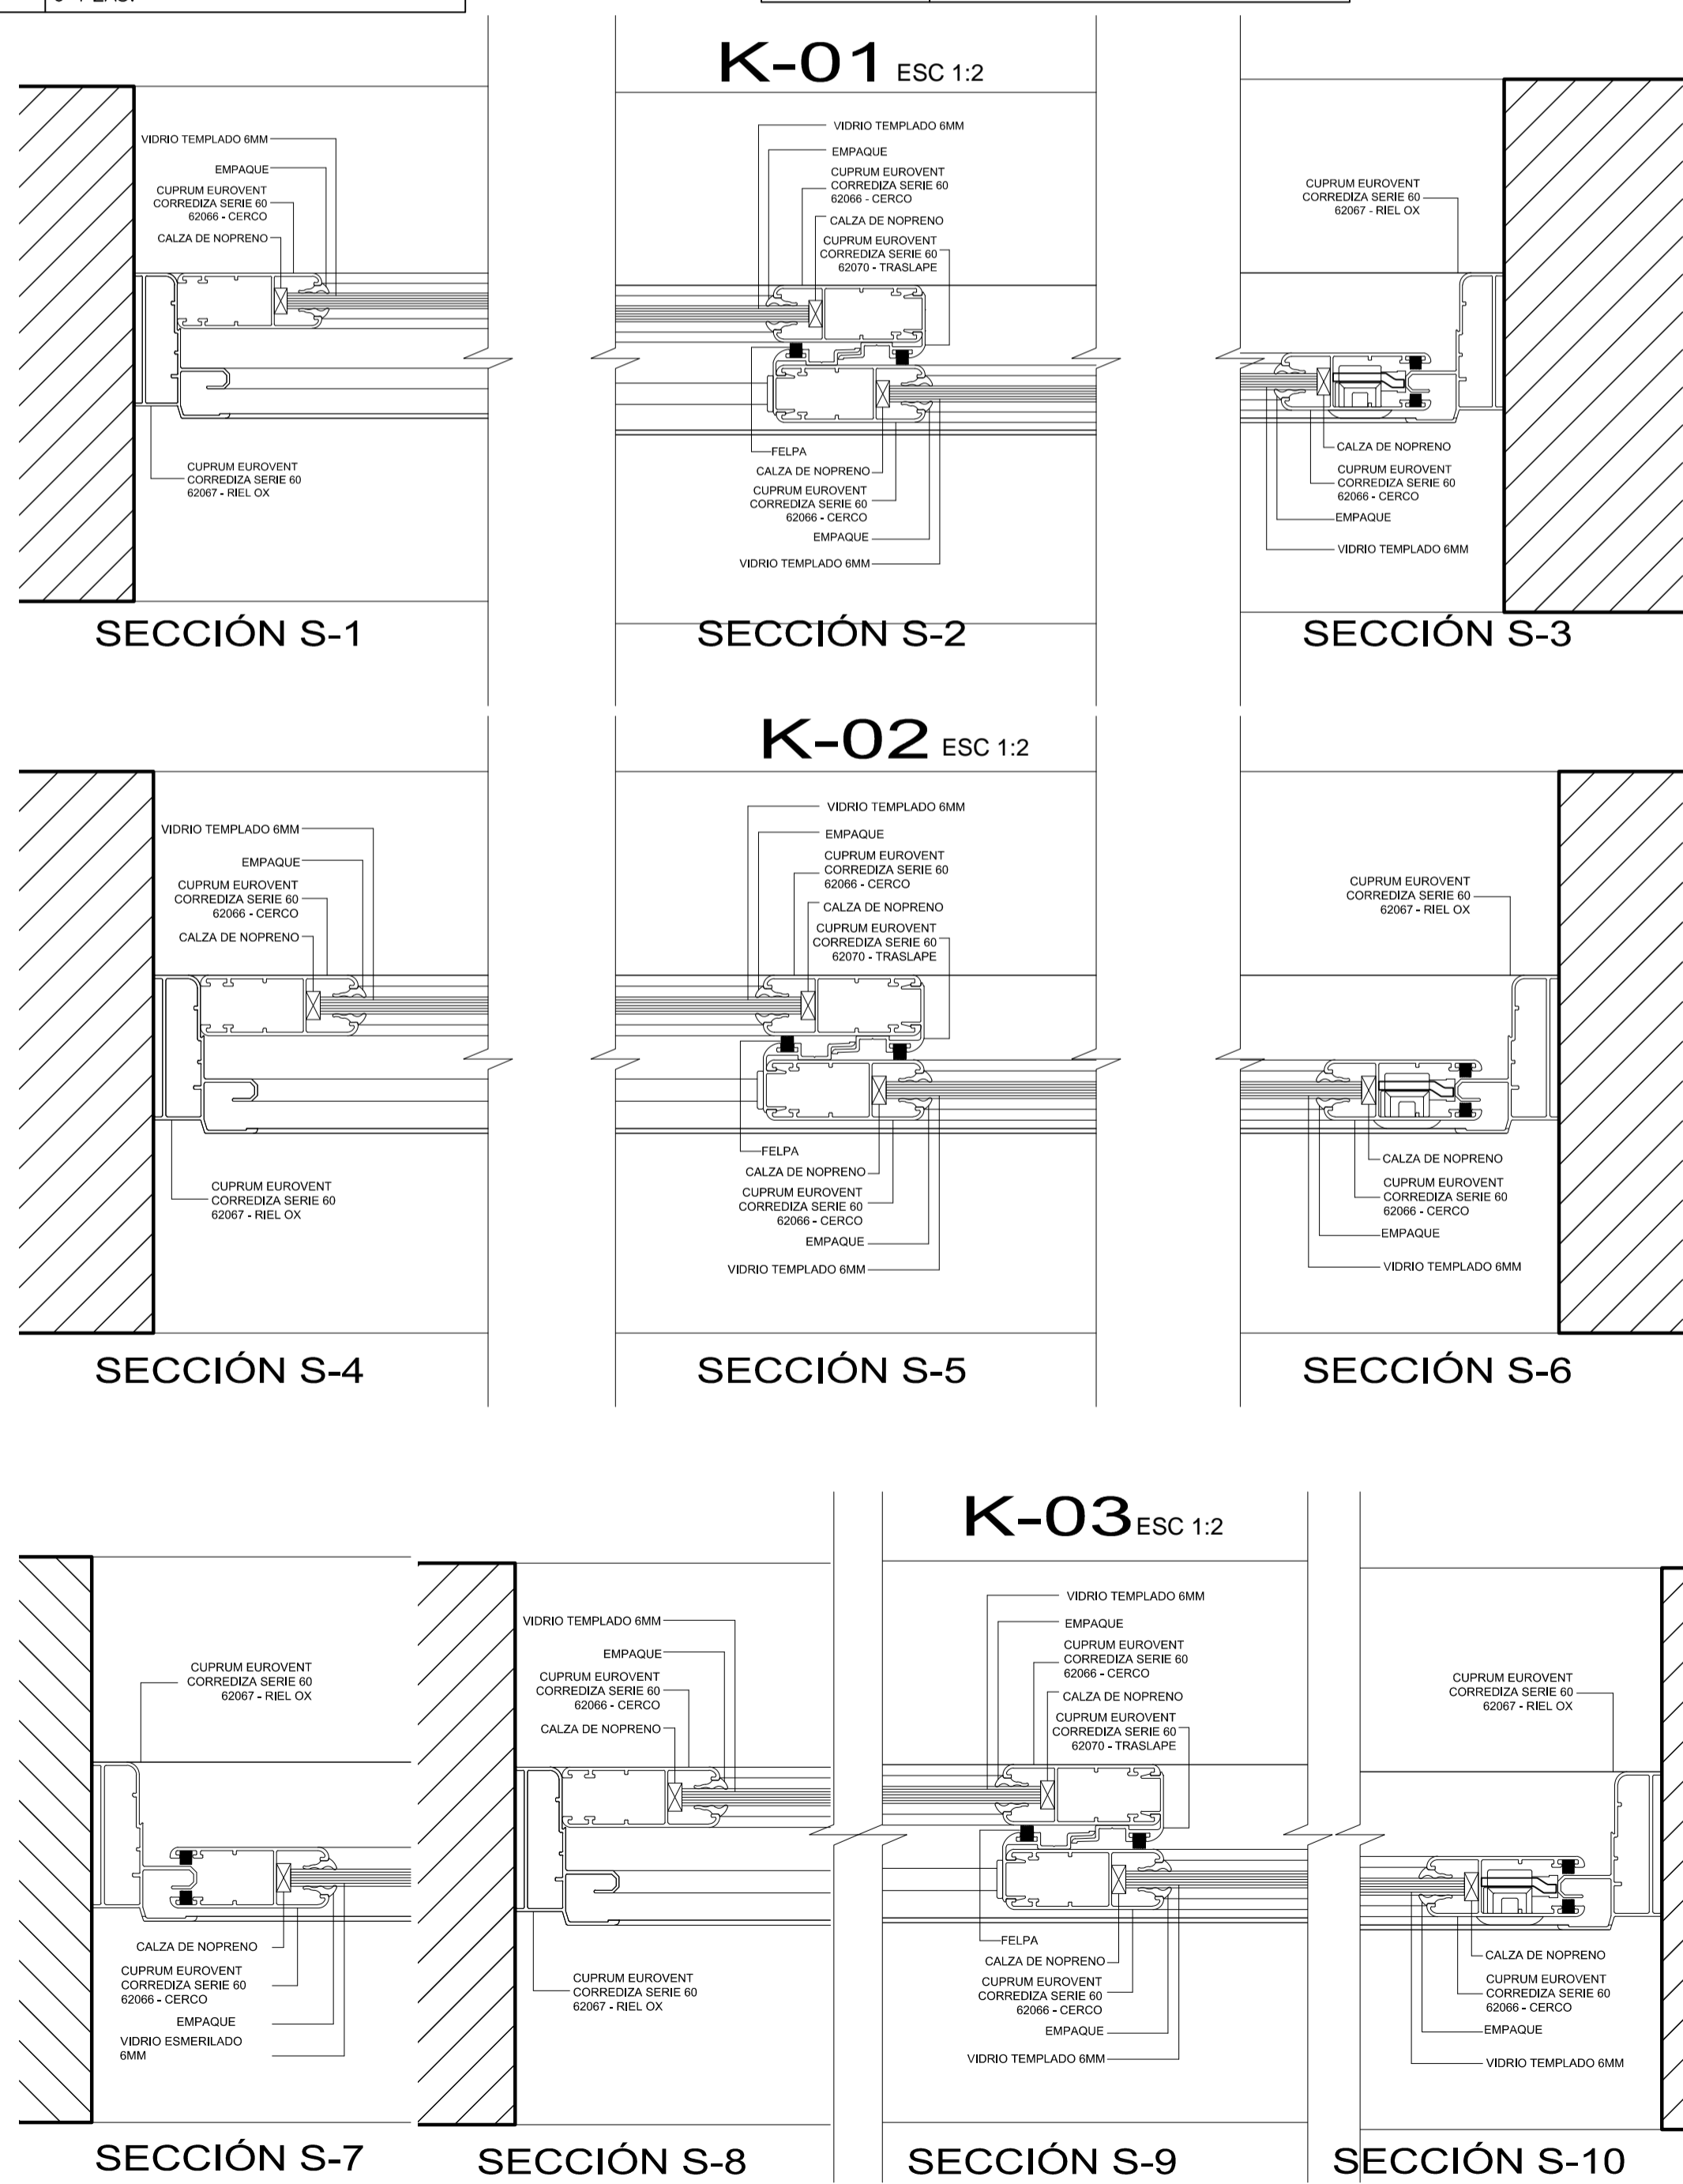 K-01 ESC 1:2
VIDRIO TEMPLADO 6MM
EMPAQUE
CUPRUM EUROVENT
CORREDIZA SERIE 60
62066 - CERCO
CALZA DE NOPRENO
CUPRUM EUROVENT
CORREDIZA SERIE 60
62067 - RIEL OX
SECCIÓN S-1
VIDRIO TEMPLADO 6MM
EMPAQUE
CUPRUM EUROVENT
CORREDIZA SERIE 60
62066 - CERCO
CALZA DE NOPRENO
CUPRUM EUROVENT
CORREDIZA SERIE 60
62070 - TRASLAPE
FELPA
CALZA DE NOPRENO
CUPRUM EUROVENT
CORREDIZA SERIE 60
62066 - CERCO
EMPAQUE
VIDRIO TEMPLADO 6MM
SECCIÓN S-2
CUPRUM EUROVENT
CORREDIZA SERIE 60
62067 - RIEL OX
CALZA DE NOPRENO
CUPRUM EUROVENT
CORREDIZA SERIE 60
62066 - CERCO
EMPAQUE
VIDRIO TEMPLADO 6MM
SECCIÓN S-3
K-02 ESC 1:2
VIDRIO TEMPLADO 6MM
EMPAQUE
CUPRUM EUROVENT
CORREDIZA SERIE 60
62066 - CERCO
CALZA DE NOPRENO
CUPRUM EUROVENT
CORREDIZA SERIE 60
62067 - RIEL OX
SECCIÓN S-4
VIDRIO TEMPLADO 6MM
EMPAQUE
CUPRUM EUROVENT
CORREDIZA SERIE 60
62066 - CERCO
CALZA DE NOPRENO
CUPRUM EUROVENT
CORREDIZA SERIE 60
62070 - TRASLAPE
FELPA
CALZA DE NOPRENO
CUPRUM EUROVENT
CORREDIZA SERIE 60
62066 - CERCO
EMPAQUE
VIDRIO TEMPLADO 6MM
SECCIÓN S-5
CUPRUM EUROVENT
CORREDIZA SERIE 60
62067 - RIEL OX
CALZA DE NOPRENO
CUPRUM EUROVENT
CORREDIZA SERIE 60
62066 - CERCO
EMPAQUE
VIDRIO TEMPLADO 6MM
SECCIÓN S-6
K-03 ESC 1:2
CUPRUM EUROVENT
CORREDIZA SERIE 60
62067 - RIEL OX
CALZA DE NOPRENO
CUPRUM EUROVENT
CORREDIZA SERIE 60
62066 - CERCO
EMPAQUE
VIDRIO ESMERILADO
6MM
SECCIÓN S-7
VIDRIO TEMPLADO 6MM
EMPAQUE
CUPRUM EUROVENT
CORREDIZA SERIE 60
62066 - CERCO
CALZA DE NOPRENO
CUPRUM EUROVENT
CORREDIZA SERIE 60
62067 - RIEL OX
SECCIÓN S-8
VIDRIO TEMPLADO 6MM
EMPAQUE
CUPRUM EUROVENT
CORREDIZA SERIE 60
62066 - CERCO
CALZA DE NOPRENO
CUPRUM EUROVENT
CORREDIZA SERIE 60
62070 - TRASLAPE
FELPA
CALZA DE NOPRENO
CUPRUM EUROVENT
CORREDIZA SERIE 60
62066 - CERCO
EMPAQUE
VIDRIO TEMPLADO 6MM
SECCIÓN S-9
CUPRUM EUROVENT
CORREDIZA SERIE 60
62067 - RIEL OX
CALZA DE NOPRENO
CUPRUM EUROVENT
CORREDIZA SERIE 60
62066 - CERCO
EMPAQUE
VIDRIO TEMPLADO 6MM
SECCIÓN S-10